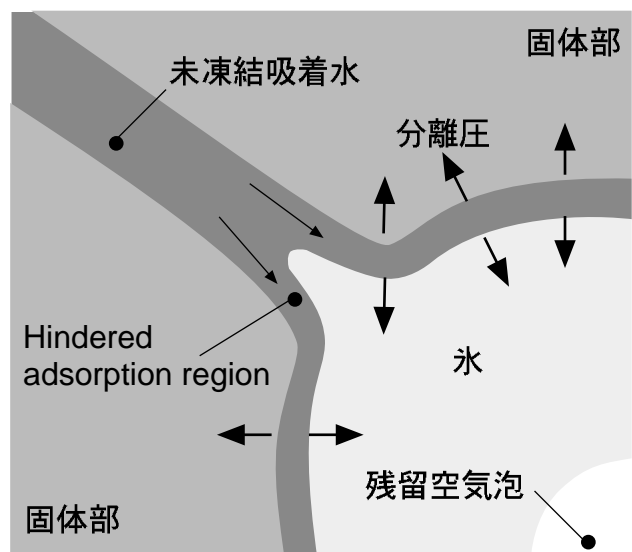 固体部
未凍結吸着水
分離圧
Hindered
adsorption region
氷
残留空気泡
固体部